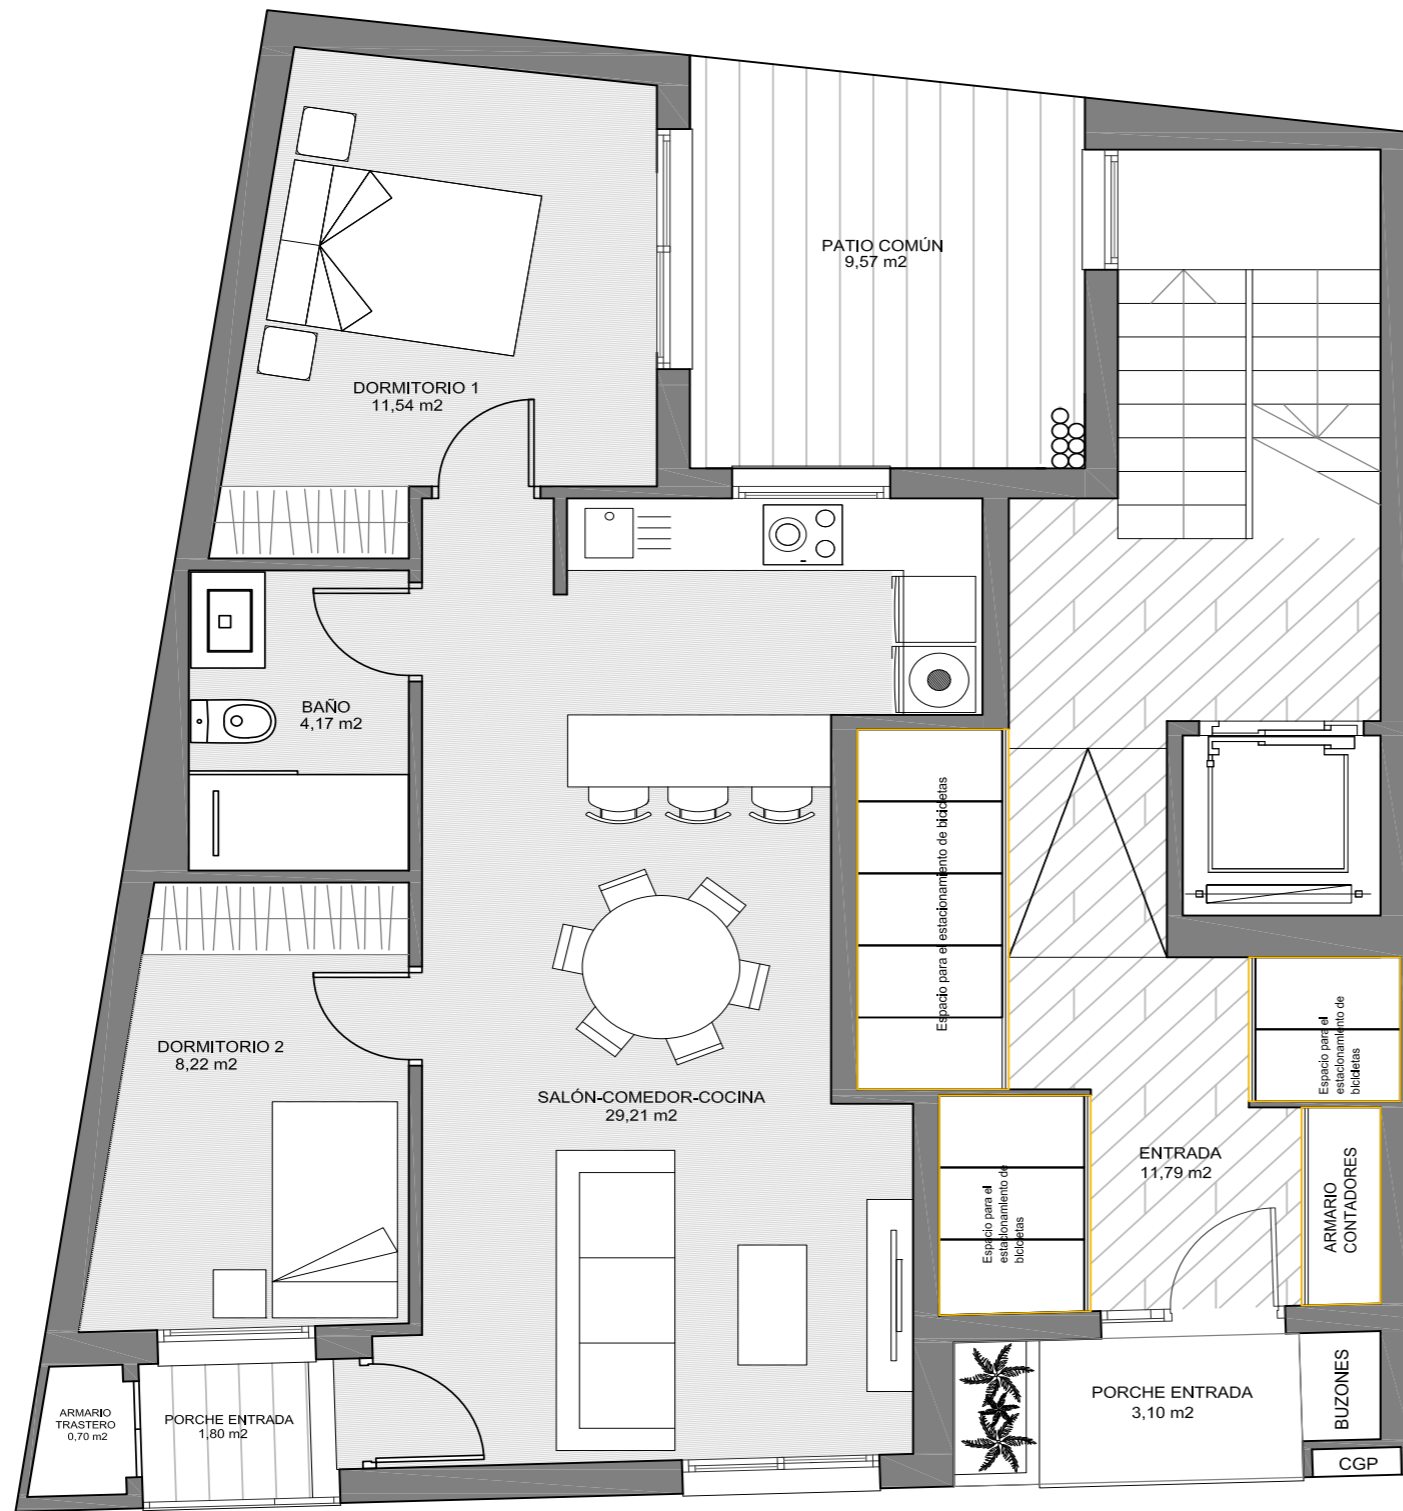 PATIO COMÚN
9,57 m2
DORMITORIO 1
11,54 m2
BAÑO
4,17 m2
Espacio para el estacionamiento de bicicletas
DORMITORIO 2
8,22 m2
SALÓN-COMEDOR-COCINA
29,21 m2
Espacio para el
estacionamiento de
bicicletas
Espacio para el
estacionamiento de
bicicletas
ENTRADA
11,79 m2
ARMARIO
CONTADORES
ARMARIO
TRASTERO
0,70 m2
PORCHE ENTRADA
1,80 m2
PORCHE ENTRADA
3,10 m2
BUZONES
CGP